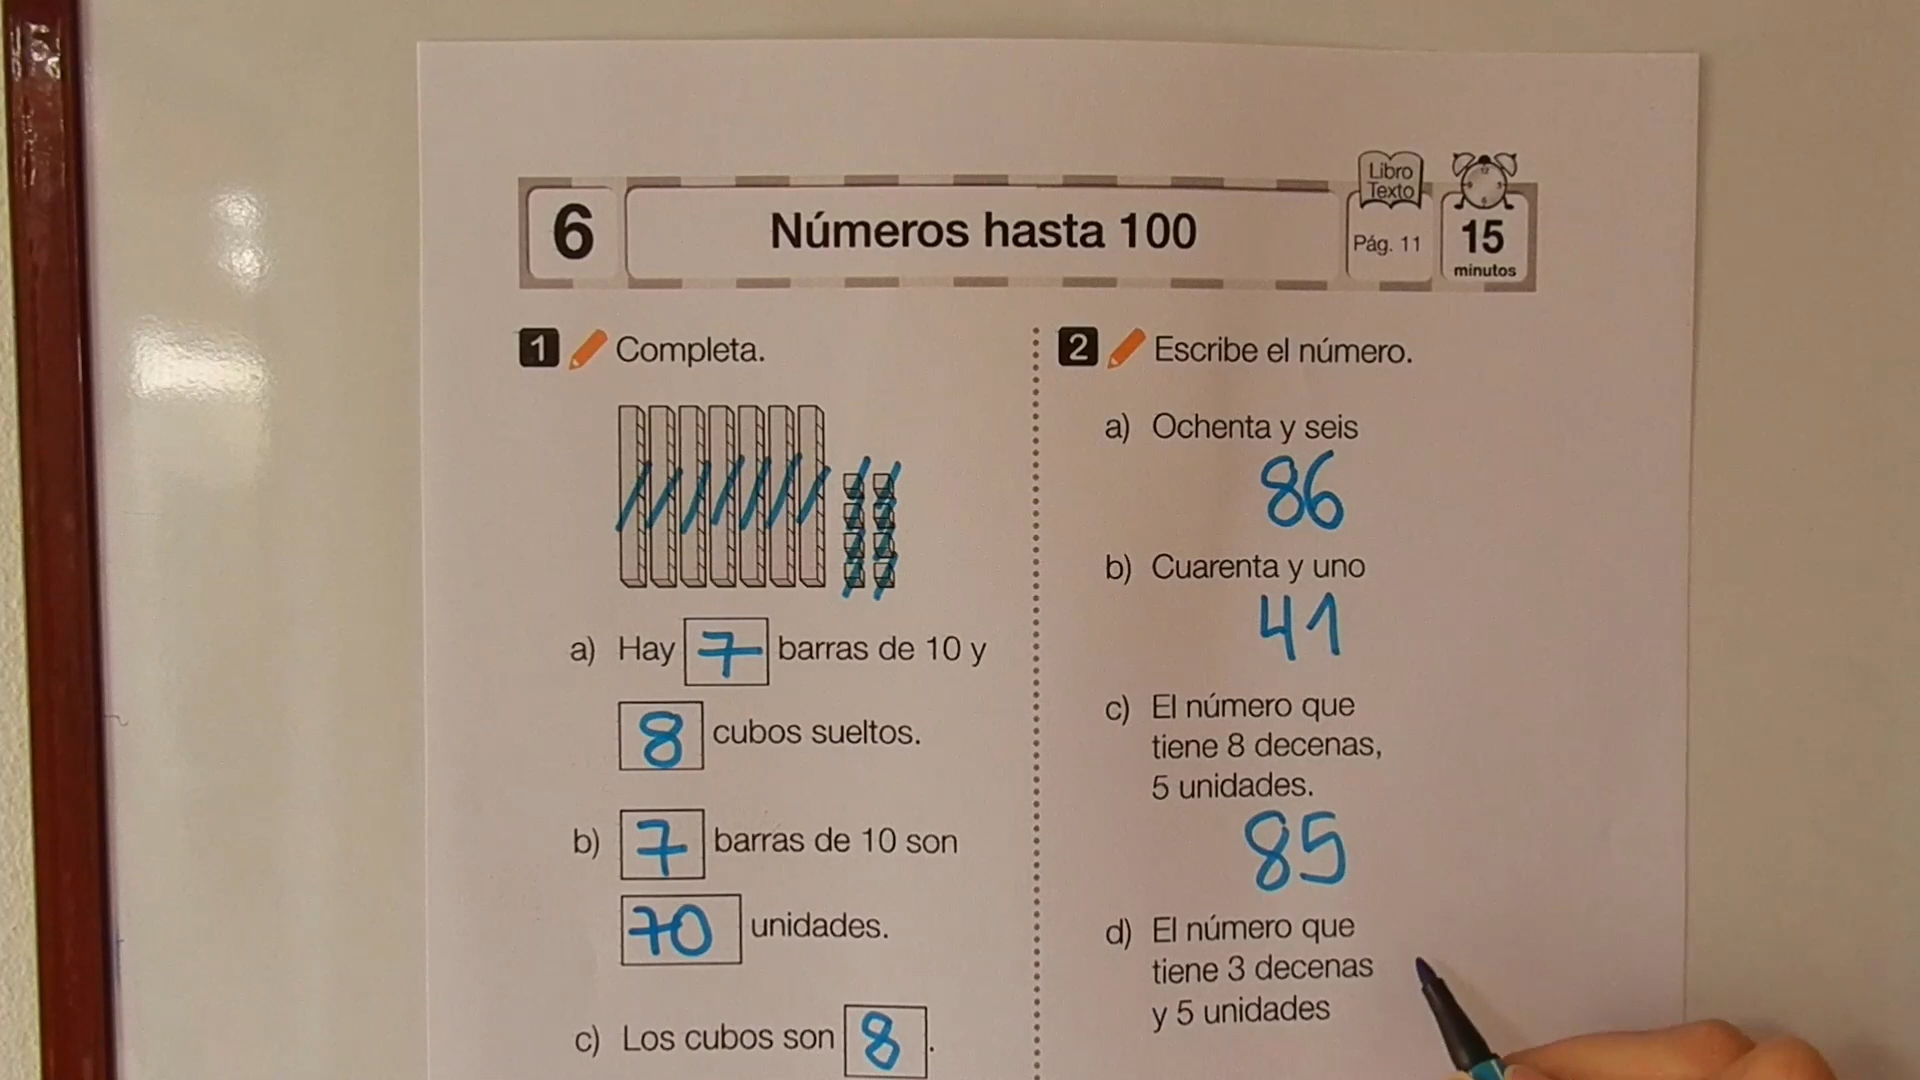 6
Números hasta 100
Libro
Texto
Pág. 11
15
minutos
1 Completa.
a) Hay 7 barras de 10 y
8 cubos sueltos.
b) 7 barras de 10 son
70 unidades.
c) Los cubos son 8.
2 Escribe el número.
a) Ochenta y seis
86
b) Cuarenta y uno
41
c) El número que
tiene 8 decenas,
5 unidades.
85
d) El número que
tiene 3 decenas
y 5 unidades